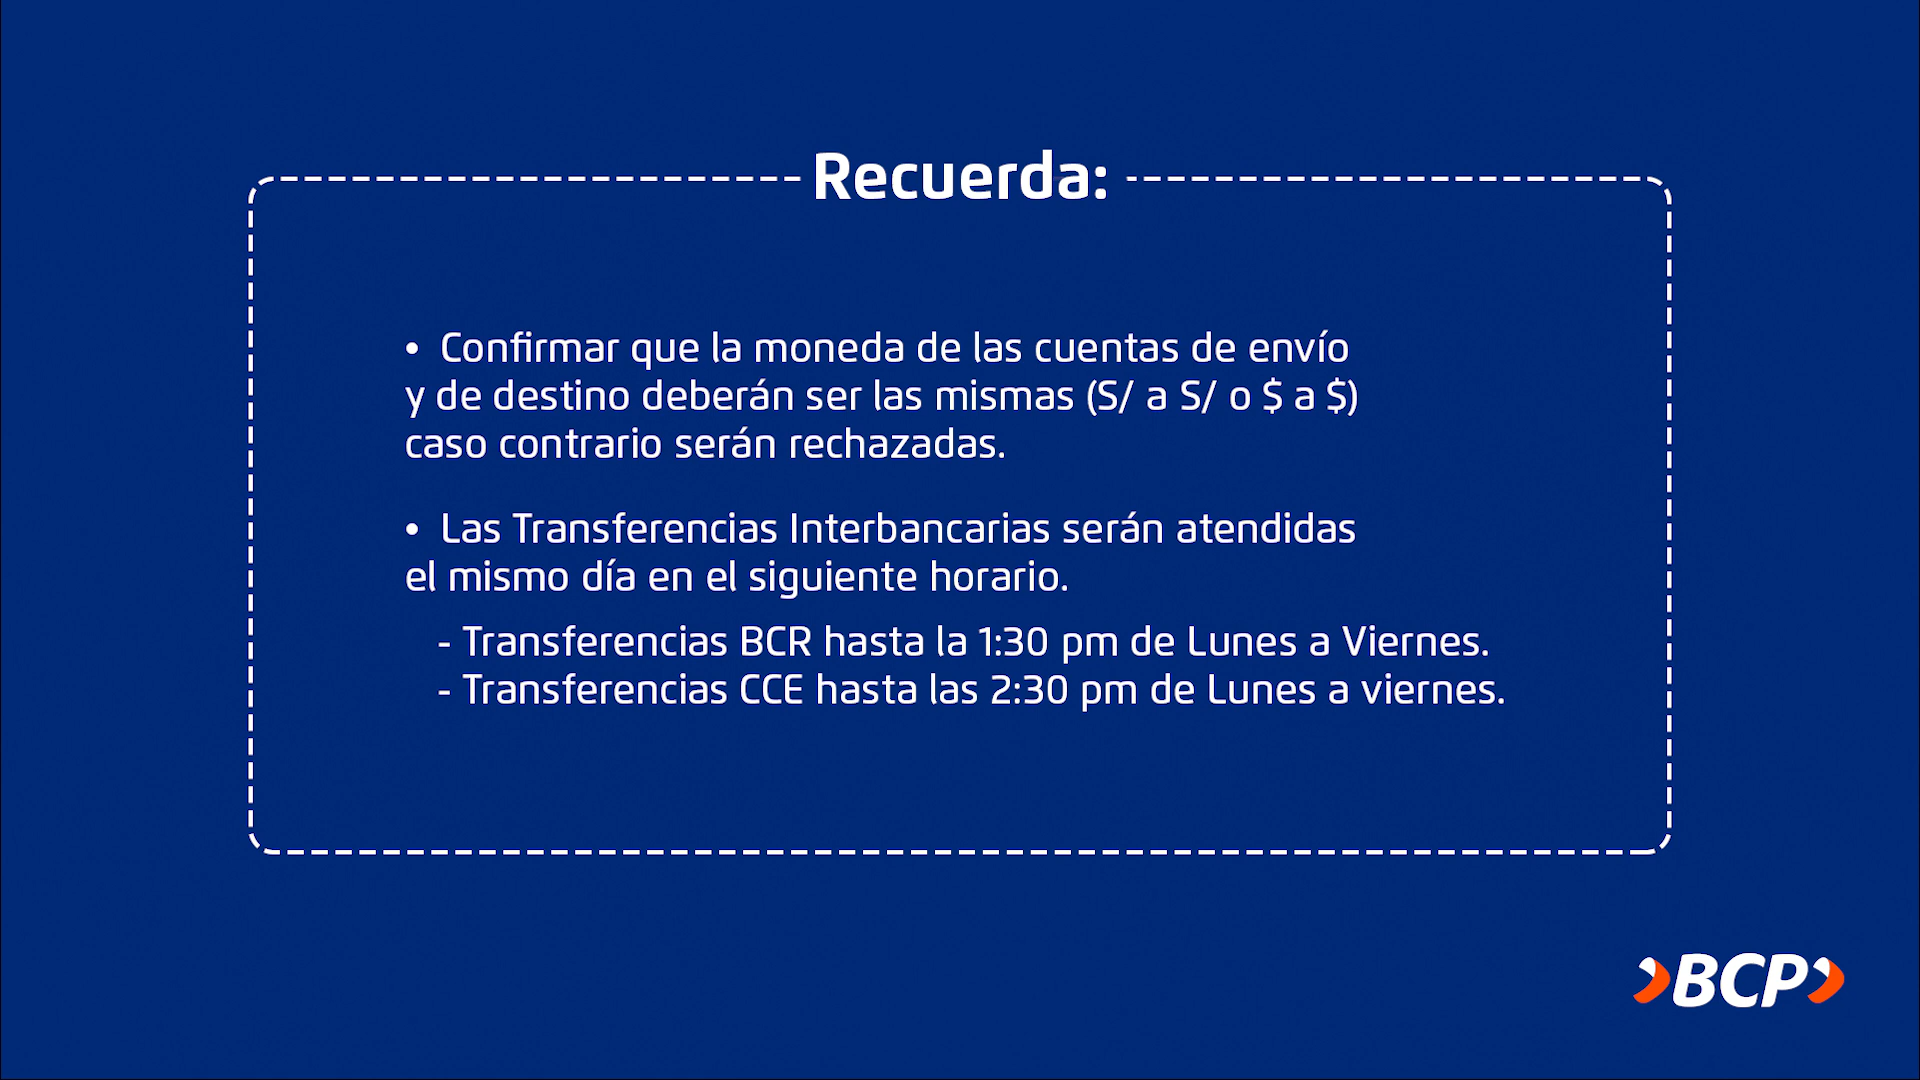 Recuerda:
• Confirmar que la moneda de las cuentas de envío
y de destino deberán ser las mismas (S/ a S/ o $ a $)
caso contrario serán rechazadas.
• Las Transferencias Interbancarias serán atendidas
el mismo día en el siguiente horario.
- Transferencias BCR hasta la 1:30 pm de Lunes a Viernes.
- Transferencias CCE hasta las 2:30 pm de Lunes a viernes.
BCP